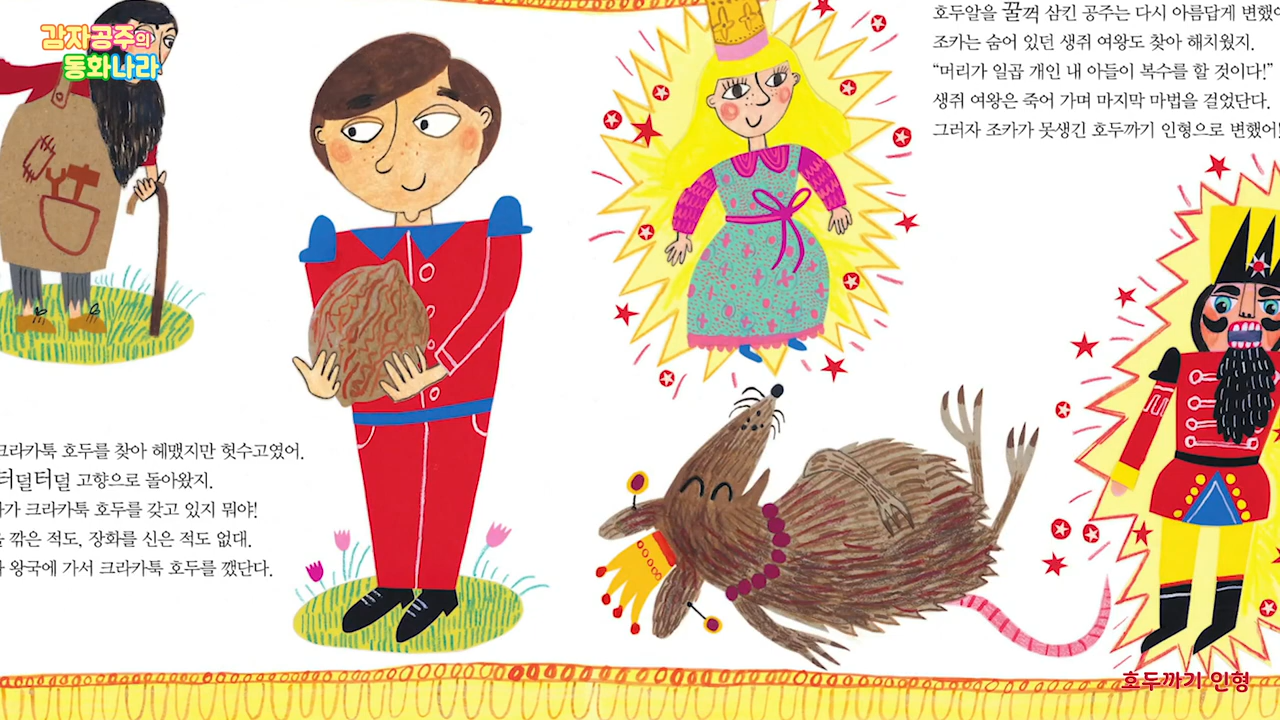 감자공주의
동화나라
호두알을 꿀꺽 삼킨 공주는 다시 아름답게 변했
조카는 숨어 있던 생쥐 여왕도 찾아 해치웠지.
“머리가 일곱 개인 내 아들이 복수를 할 것이다!”
생쥐 여왕은 죽어 가며 마지막 마법을 걸었단다.
그러자 조카가 못생긴 호두까기 인형으로 변했어!
크라카툭 호두를 찾아 헤맸지만 헛수고였어.
터덜터덜 고향으로 돌아왔지.
가 크라카툭 호두를 갖고 있지 뭐야!
깎은 적도, 장화를 신은 적도 없대.
왕국에 가서 크라카툭 호두를 깼단다.
호두까기 인형